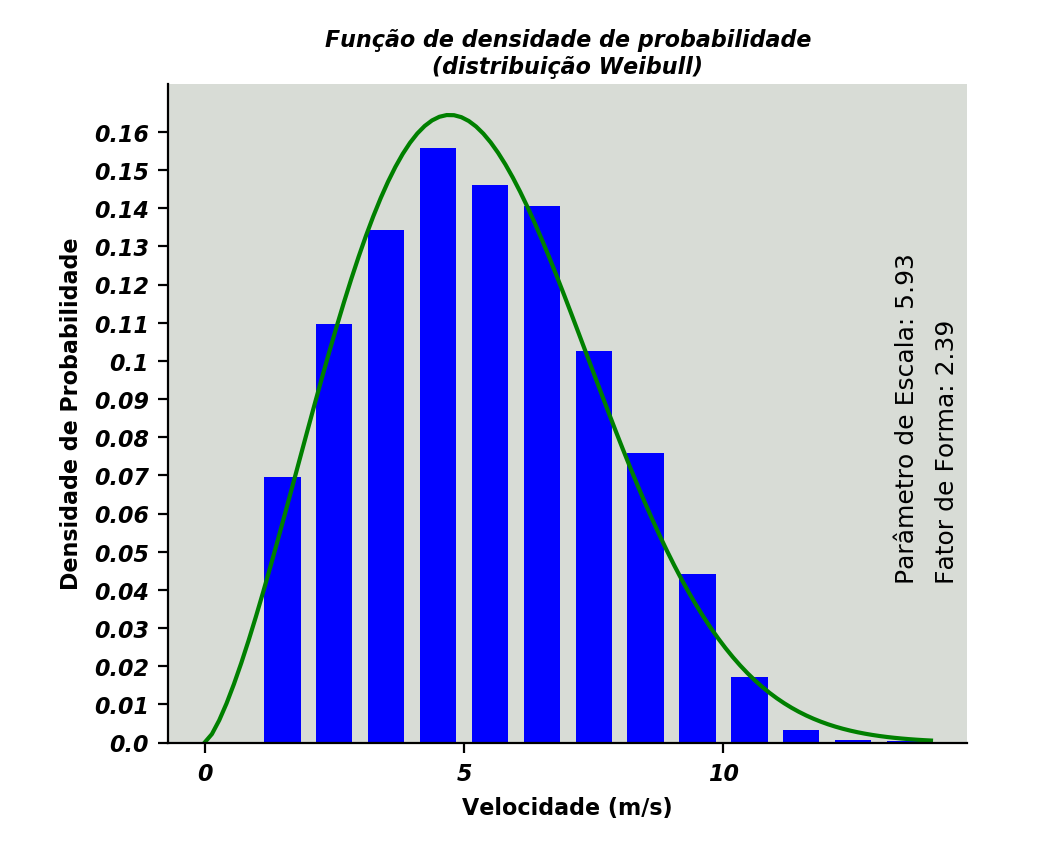 Função de densidade de probabilidade
(distribuição Weibull)
0.16
0.15
0.14
0.13
0.12
0.11
0.1
0.09
0.08
0.07
0.06
0.05
0.04
0.03
0.02
0.01
0.0
Densidade de Probabilidade
Parâmetro de Escala: 5.93
Fator de Forma: 2.39
0 5 10
Velocidade (m/s)